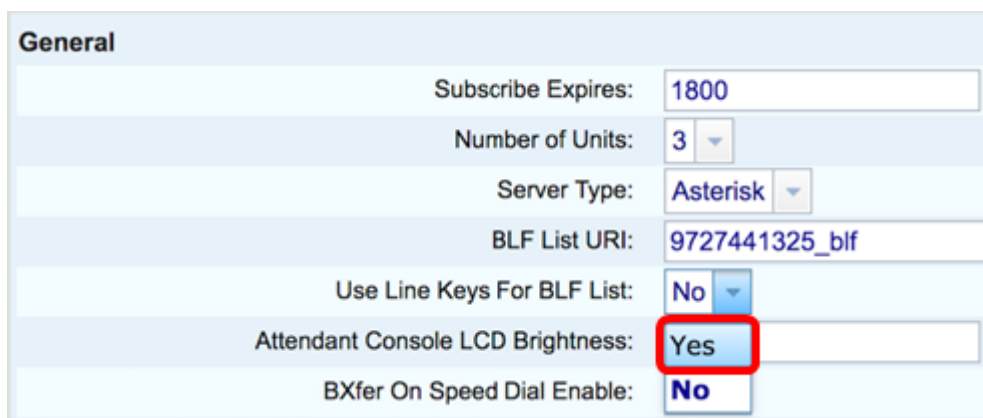 General
Subscribe Expires: 1800
Number of Units: 3
Server Type: Asterisk
BLF List URI: 9727441325_blf
Use Line Keys For BLF List: No
Attendant Console LCD Brightness: Yes
BXfer On Speed Dial Enable: No